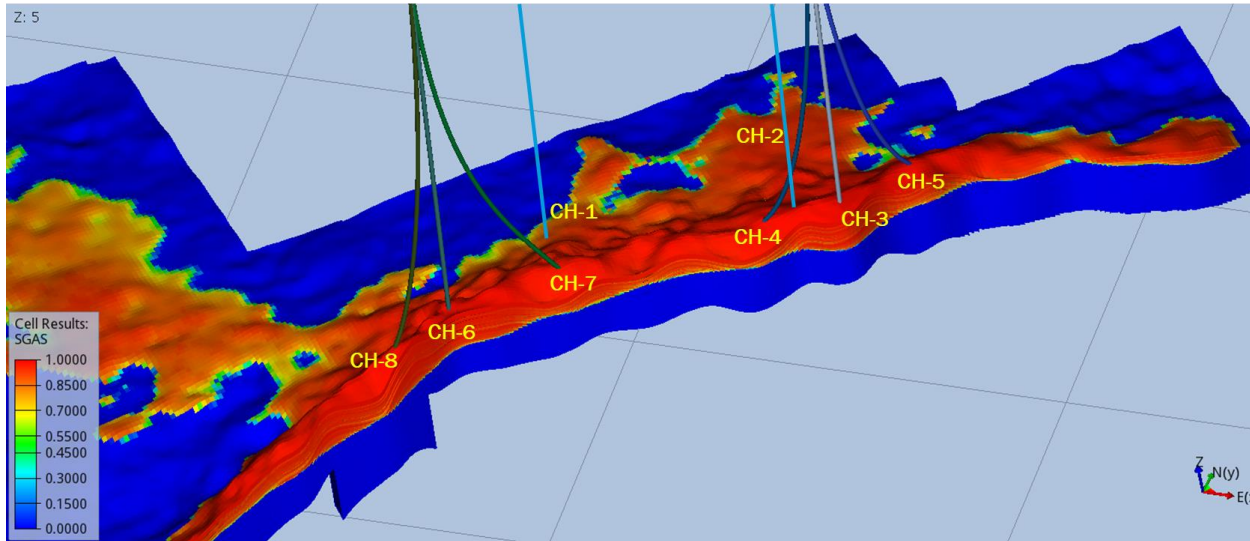 Z: 5
CH-2
CH-5
CH-1
CH-3
CH-4
CH-7
CH-6
CH-8
Cell Results:
SGAS
1.0000
0.8500
0.7000
0.5500
0.4500
0.3000
0.1500
0.0000
Z
N(y)